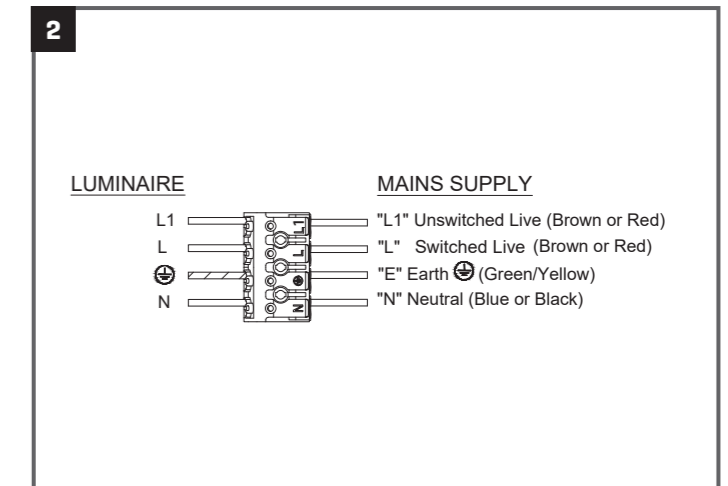 2
LUMINAIRE MAINS SUPPLY
L1 L1 "L1" Unswitched Live (Brown or Red)
L L "L" Switched Live (Brown or Red)
"E" Earth (Green/Yellow)
N N "N" Neutral (Blue or Black)